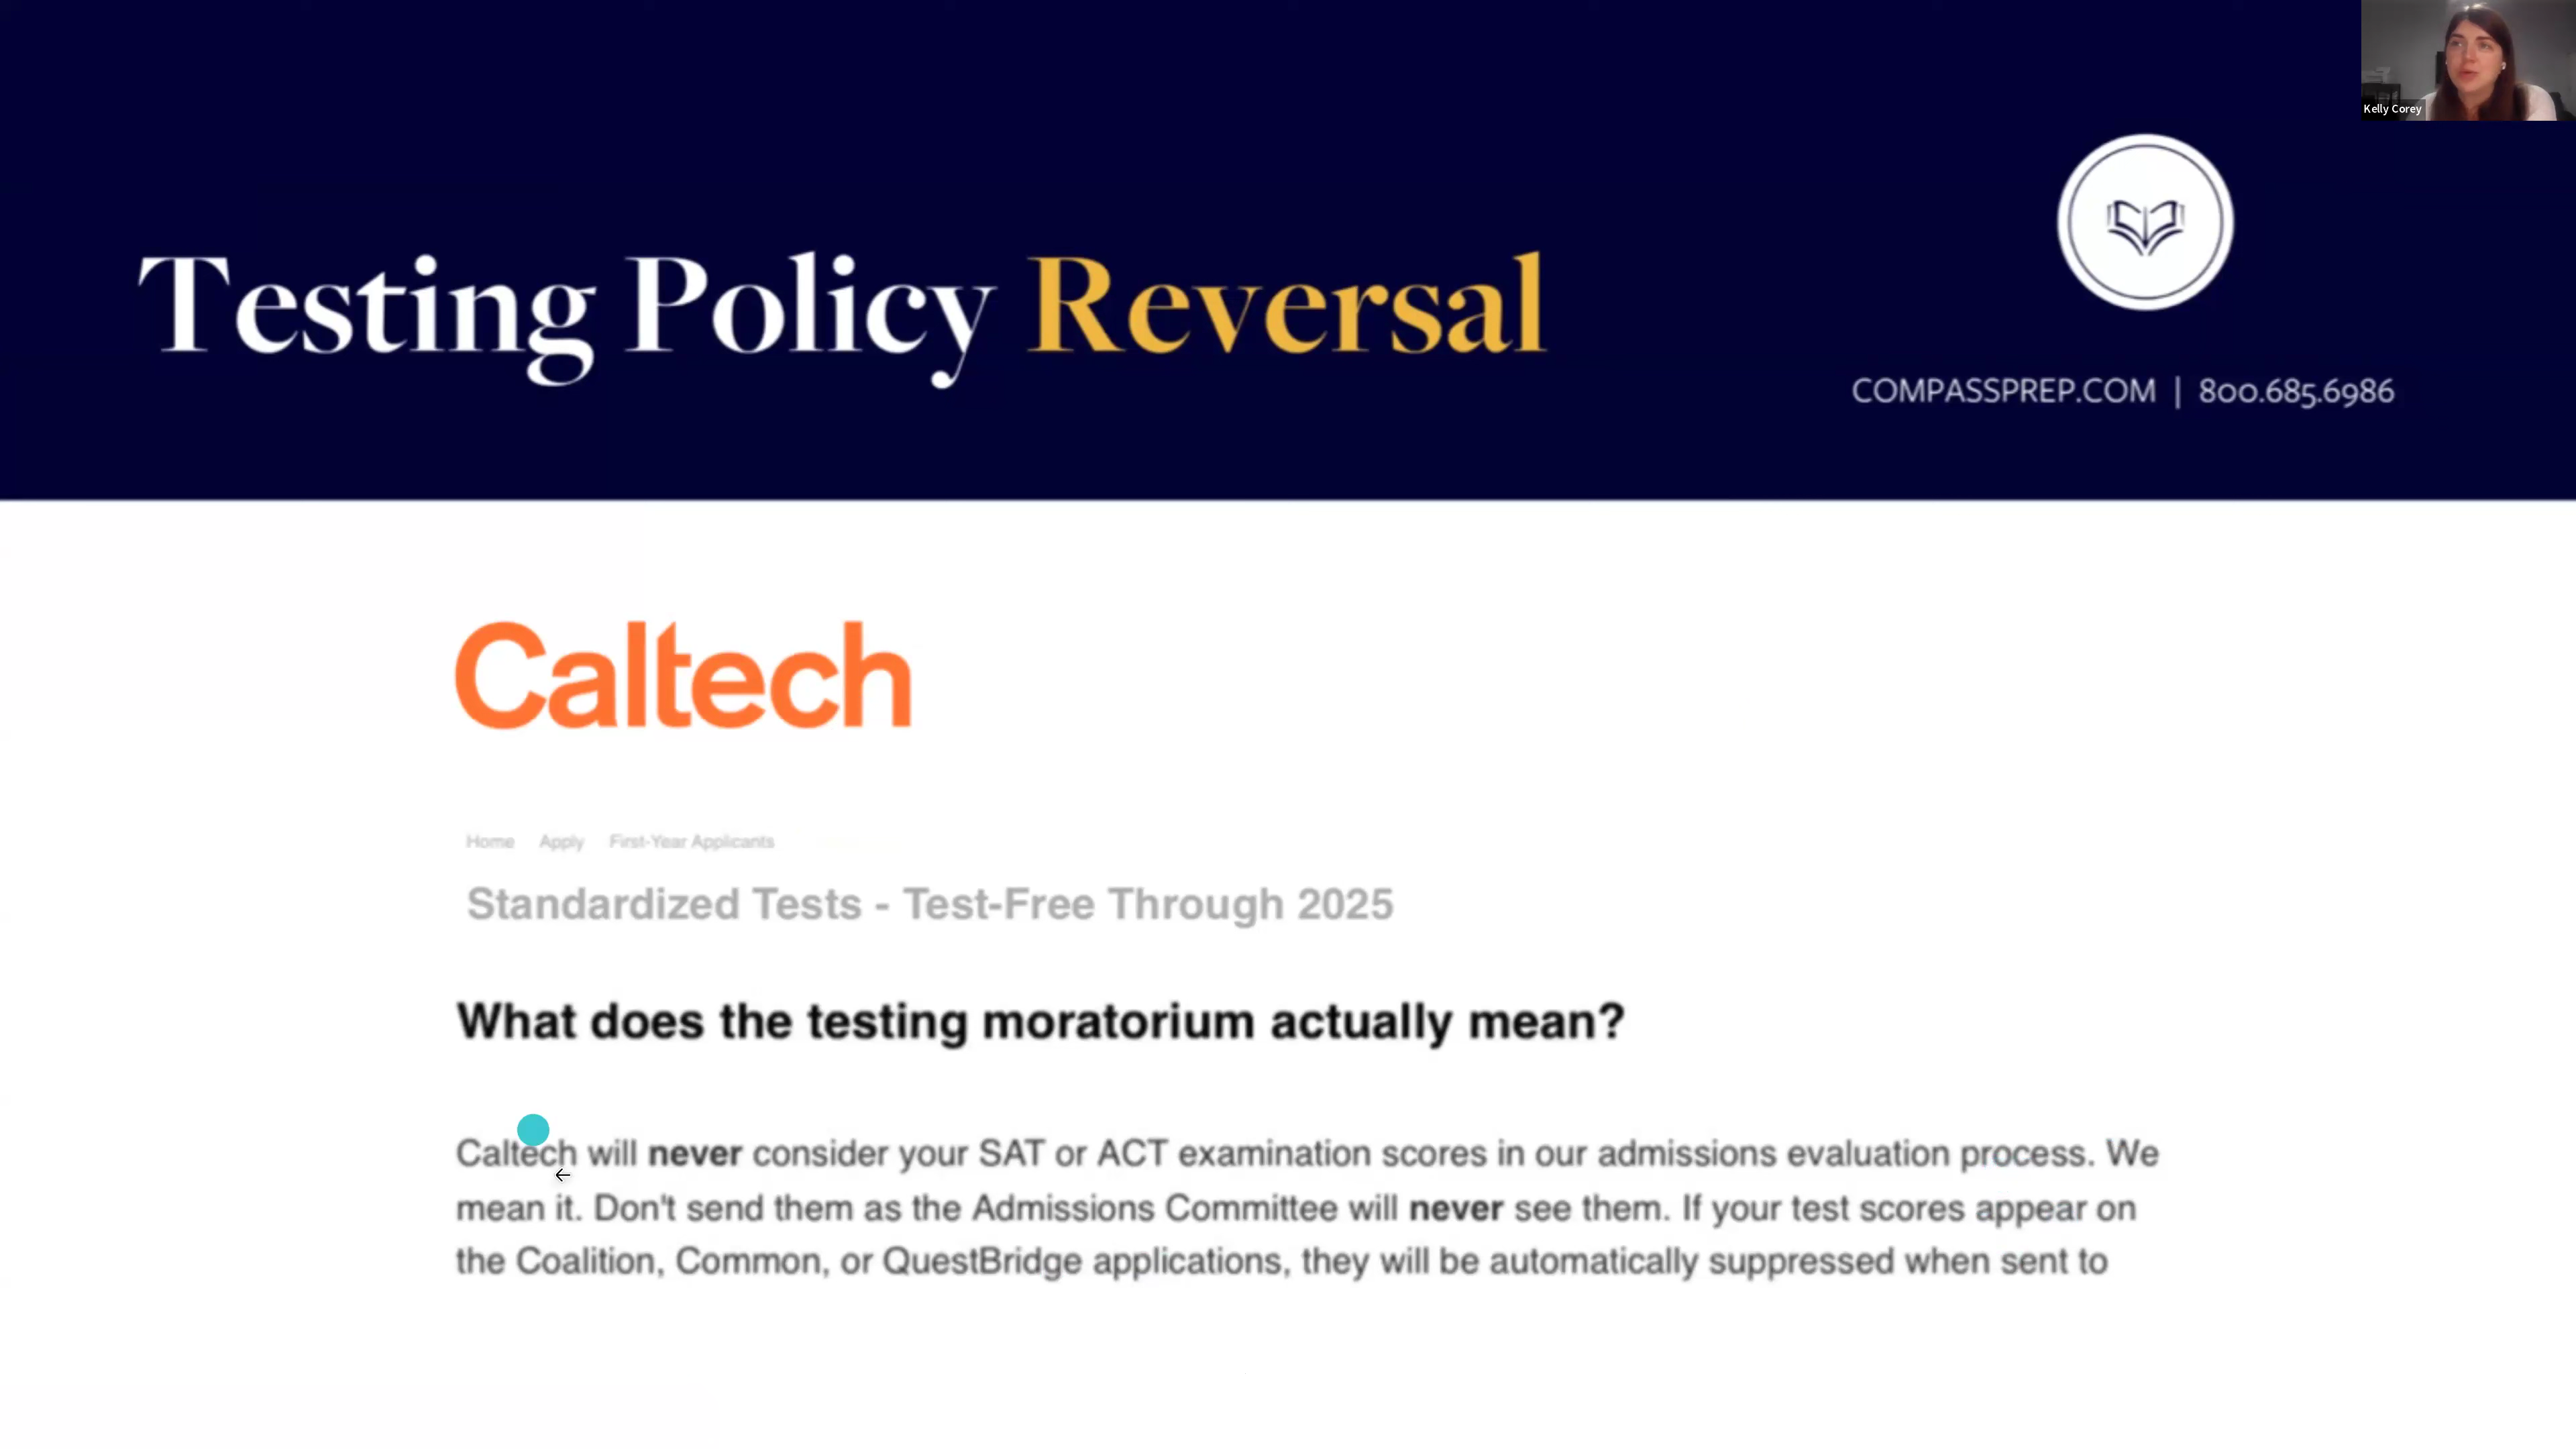 Kelly Corey
Testing Policy Reversal
COMPASSPREP.COM | 800.685.6986
Caltech
Home Apply First-Year Applicants
Standardized Tests - Test-Free Through 2025
What does the testing moratorium actually mean?
Caltech will never consider your SAT or ACT examination scores in our admissions evaluation process. We
mean it. Don't send them as the Admissions Committee will never see them. If your test scores appear on
the Coalition, Common, or QuestBridge applications, they will be automatically suppressed when sent to